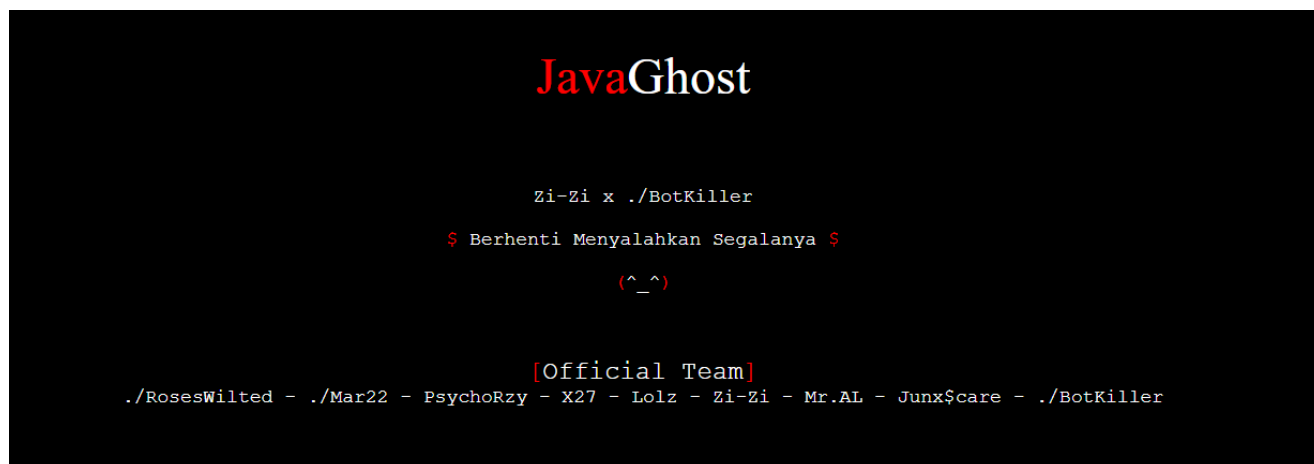 JavaGhost
Zi-Zi x ./BotKiller
$ Berhenti Menyalahkan Segalanya $
(^_^)
[Official Team]
./RosesWilted - ./Mar22 - PsychoRzy - X27 - Lolz - Zi-Zi - Mr.AL - Junx$care - ./BotKiller